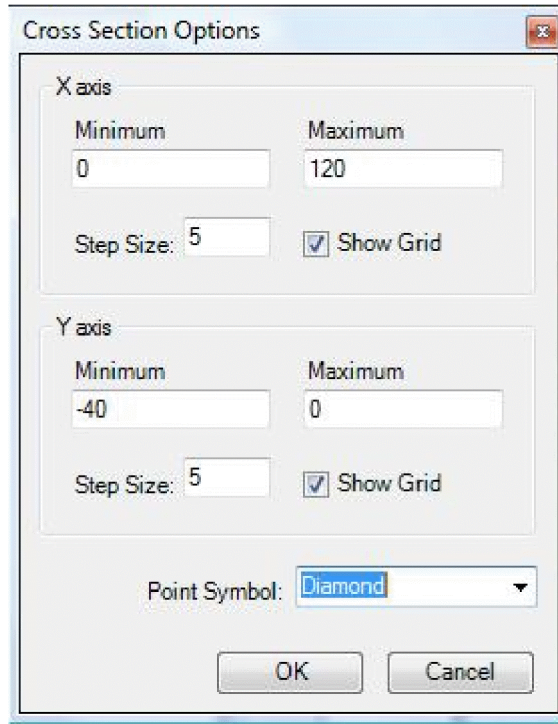 Cross Section Options
X axis
Minimum Maximum
0 120
Step Size: 5 Show Grid
Y axis
Minimum Maximum
-40 0
Step Size: 5 Show Grid
Point Symbol: Diamond
OK Cancel